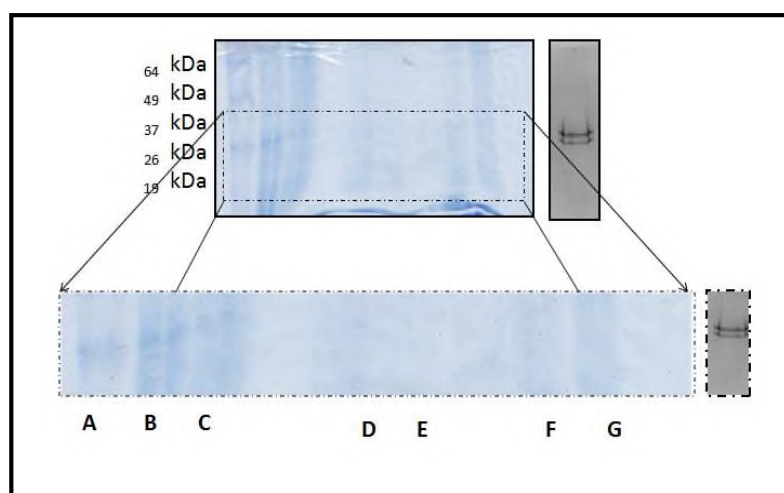 64 kDa
49 kDa
37 kDa
26 kDa
19 kDa
A B C D E F G